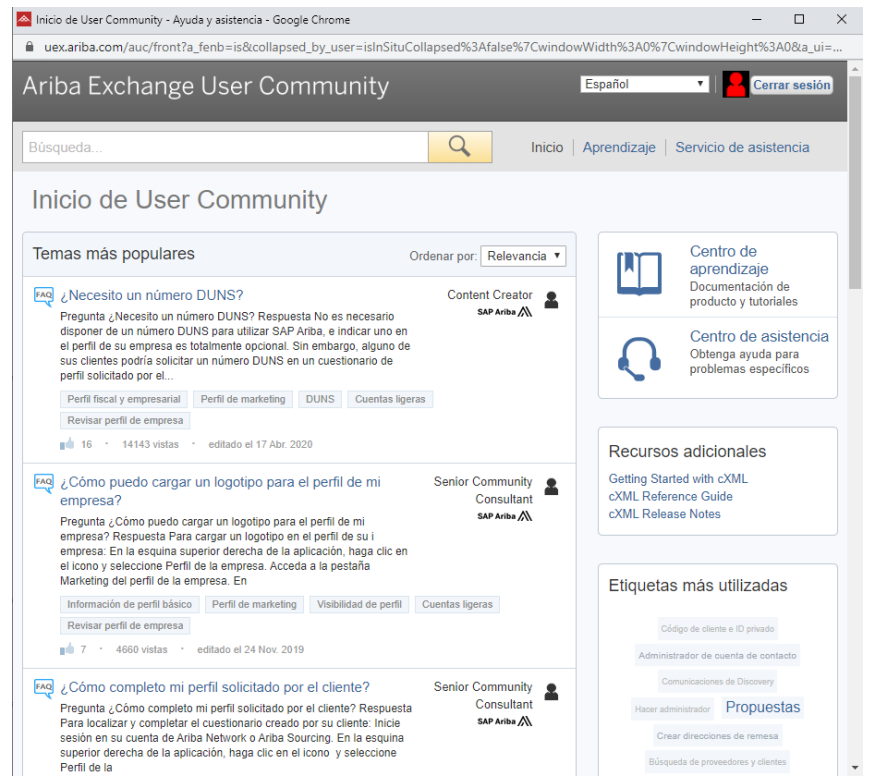 Inicio de User Community - Ayuda y asistencia - Google Chrome
uex.ariba.com/auc/front?a_fenb=is&collapsed_by_user=isInSituCollapsed%3Afalse%7CwindowWidth%3A0%7CwindowHeight%3A0&a_ui=...
Ariba Exchange User Community
Español
Cerrar sesión
Búsqueda...
Inicio | Aprendizaje | Servicio de asistencia
Inicio de User Community
Temas más populares
Ordenar por: Relevancia
FAQ
¿Necesito un número DUNS?
Content Creator
SAP Ariba
Pregunta ¿Necesito un número DUNS? Respuesta No es necesario
disponer de un número DUNS para utilizar SAP Ariba, e indicar uno en
el perfil de su empresa es totalmente opcional. Sin embargo, alguno de
sus clientes podría solicitar un número DUNS en un cuestionario de
perfil solicitado por el...
Perfil fiscal y empresarial Perfil de marketing DUNS Cuentas ligeras
Revisar perfil de empresa
16 · 14143 vistas · editado el 17 Abr. 2020
FAQ
¿Cómo puedo cargar un logotipo para el perfil de mi
empresa?
Senior Community
Consultant
SAP Ariba
Pregunta ¿Cómo puedo cargar un logotipo para el perfil de mi
empresa? Respuesta Para cargar un logotipo en el perfil de su i
empresa: En la esquina superior derecha de la aplicación, haga clic en
el icono y seleccione Perfil de la empresa. Acceda a la pestaña
Marketing del perfil de la empresa. En
Información de perfil básico Perfil de marketing Visibilidad de perfil Cuentas ligeras
Revisar perfil de empresa
7 · 4660 vistas · editado el 24 Nov. 2019
FAQ
¿Cómo completo mi perfil solicitado por el cliente?
Senior Community
Consultant
SAP Ariba
Pregunta ¿Cómo completo mi perfil solicitado por el cliente? Respuesta
Para localizar y completar el cuestionario creado por su cliente: Inicie
sesión en su cuenta de Ariba Network o Ariba Sourcing. En la esquina
superior derecha de la aplicación, haga clic en el icono y seleccione
Perfil de la
Centro de
aprendizaje
Documentación de
producto y tutoriales
Centro de asistencia
Obtenga ayuda para
problemas específicos
Recursos adicionales
Getting Started with cXML
cXML Reference Guide
cXML Release Notes
Etiquetas más utilizadas
Código de cliente e ID privado
Administrador de cuenta de contacto
Comunicaciones de Discovery
Hacer administrador Propuestas
Crear direcciones de remesa
Búsqueda de proveedores y clientes